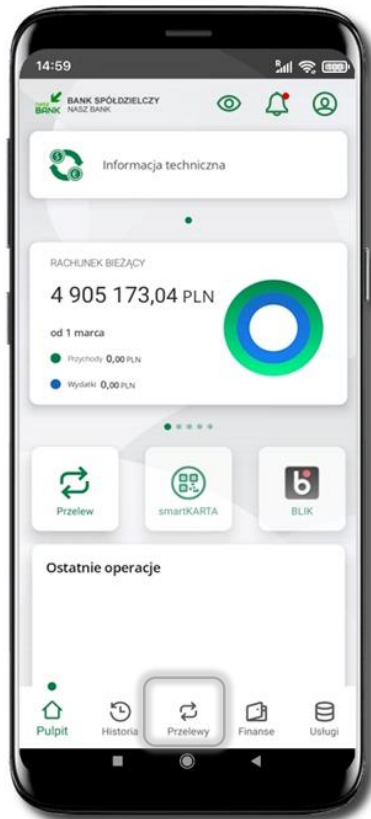 14:59
BANK SPÓŁDZIELCZY
NASZ BANK
Informacja techniczna
RACHUNEK BIEŻĄCY
4 905 173,04 PLN
od 1 marca
Przychody 0,00 PLN
Wydatki 0,00 PLN
Przelew
smartKARTA
BLIK
Ostatnie operacje
Pulpit
Historia
Przelewy
Finanse
Usługi